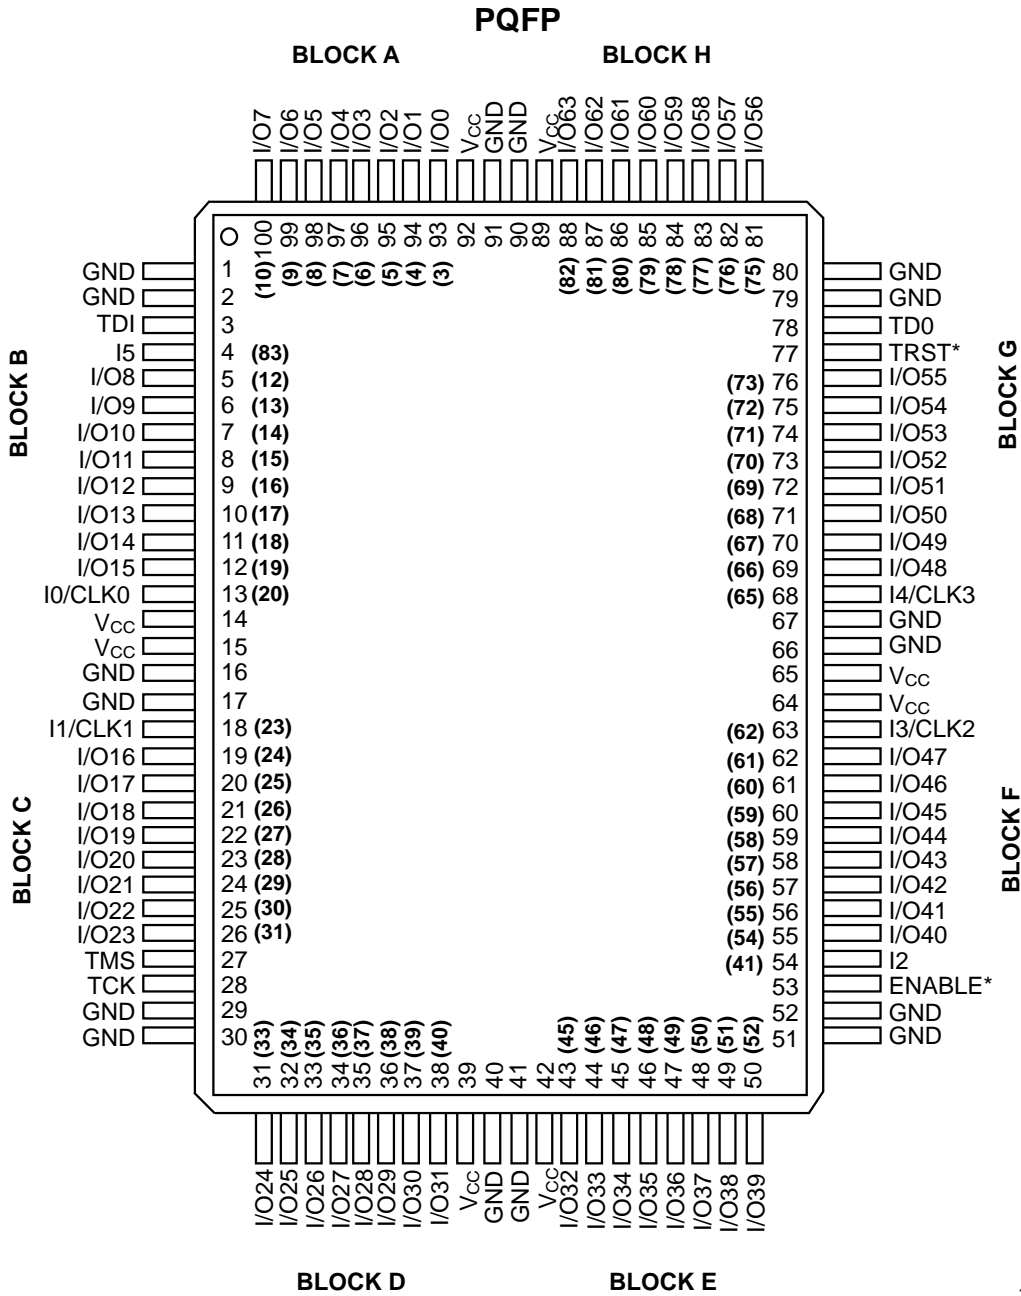 PQFP
BLOCK A BLOCK H
I/O7 I/O6 I/O5 I/O4 I/O3 I/O2 I/O1 I/O0 VCC GND GND VCC I/O63 I/O62 I/O61 I/O60 I/O59 I/O58 I/O57 I/O56
100 99 98 97 96 95 94 93 92 91 90 89 88 87 86 85 84 83 82 81
(10) (9) (8) (7) (6) (5) (4) (3) (82) (81) (80) (79) (78) (77) (76) (75)
GND 1 80 GND
GND 2 79 GND
TDI 3 78 TD0
I5 4 (83) 77 TRST*
I/O8 5 (12) (73) 76 I/O55
I/O9 6 (13) (72) 75 I/O54
I/O10 7 (14) (71) 74 I/O53
I/O11 8 (15) (70) 73 I/O52
I/O12 9 (16) (69) 72 I/O51
I/O13 10 (17) (68) 71 I/O50
I/O14 11 (18) (67) 70 I/O49
I/O15 12 (19) (66) 69 I/O48
I0/CLK0 13 (20) (65) 68 I4/CLK3
VCC 14 67 GND
VCC 15 66 GND
GND 16 65 VCC
GND 17 64 VCC
I1/CLK1 18 (23) (62) 63 I3/CLK2
I/O16 19 (24) (61) 62 I/O47
I/O17 20 (25) (60) 61 I/O46
I/O18 21 (26) (59) 60 I/O45
I/O19 22 (27) (58) 59 I/O44
I/O20 23 (28) (57) 58 I/O43
I/O21 24 (29) (56) 57 I/O42
I/O22 25 (30) (55) 56 I/O41
I/O23 26 (31) (54) 55 I/O40
TMS 27 (41) 54 I2
TCK 28 53 ENABLE*
GND 29 52 GND
GND 30 51 GND
BLOCK B
BLOCK C
BLOCK G
BLOCK F
(33) (34) (35) (36) (37) (38) (39) (40) (45) (46) (47) (48) (49) (50) (51) (52)
31 32 33 34 35 36 37 38 39 40 41 42 43 44 45 46 47 48 49 50
I/O24 I/O25 I/O26 I/O27 I/O28 I/O29 I/O30 I/O31 VCC GND GND VCC I/O32 I/O33 I/O34 I/O35 I/O36 I/O37 I/O38 I/O39
BLOCK D BLOCK E